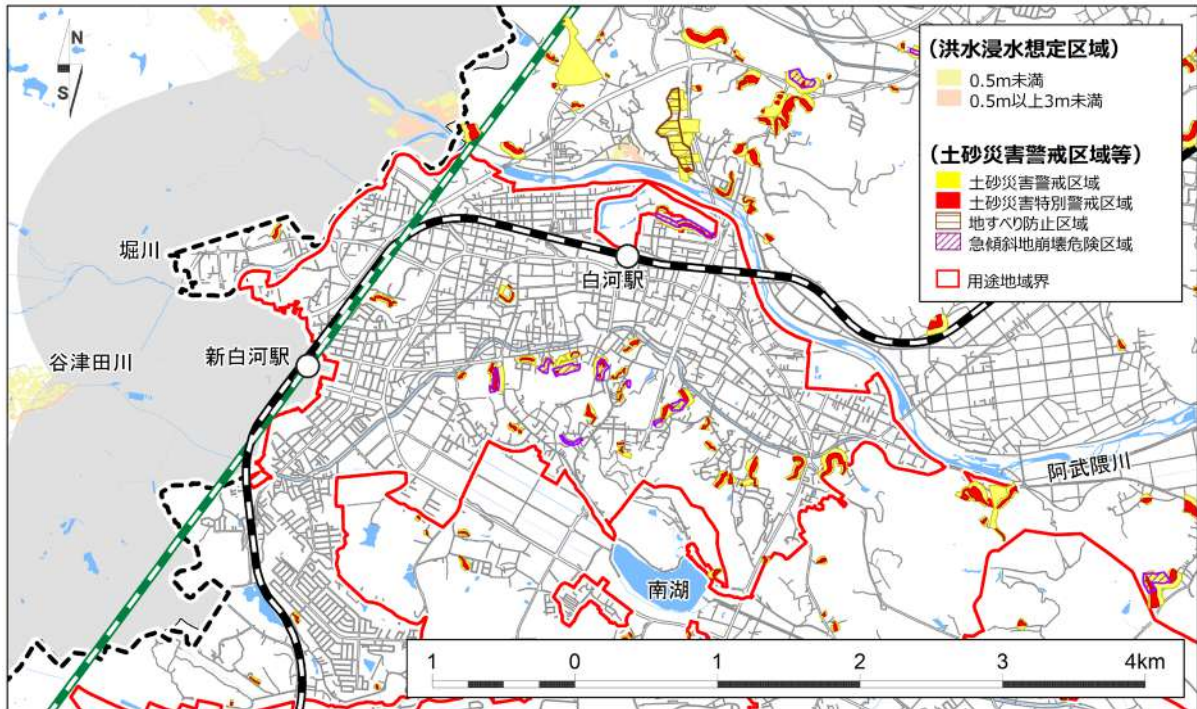 N
S
(洪水浸水想定区域)
0.5m未満
0.5m以上3m未満
(土砂災害警戒区域等)
土砂災害警戒区域
土砂災害特別警戒区域
地すべり防止区域
急傾斜地崩壊危険区域
用途地域界
堀川
白河駅
新白河駅
谷津田川
阿武隈川
南湖
1 0 1 2 3 4km